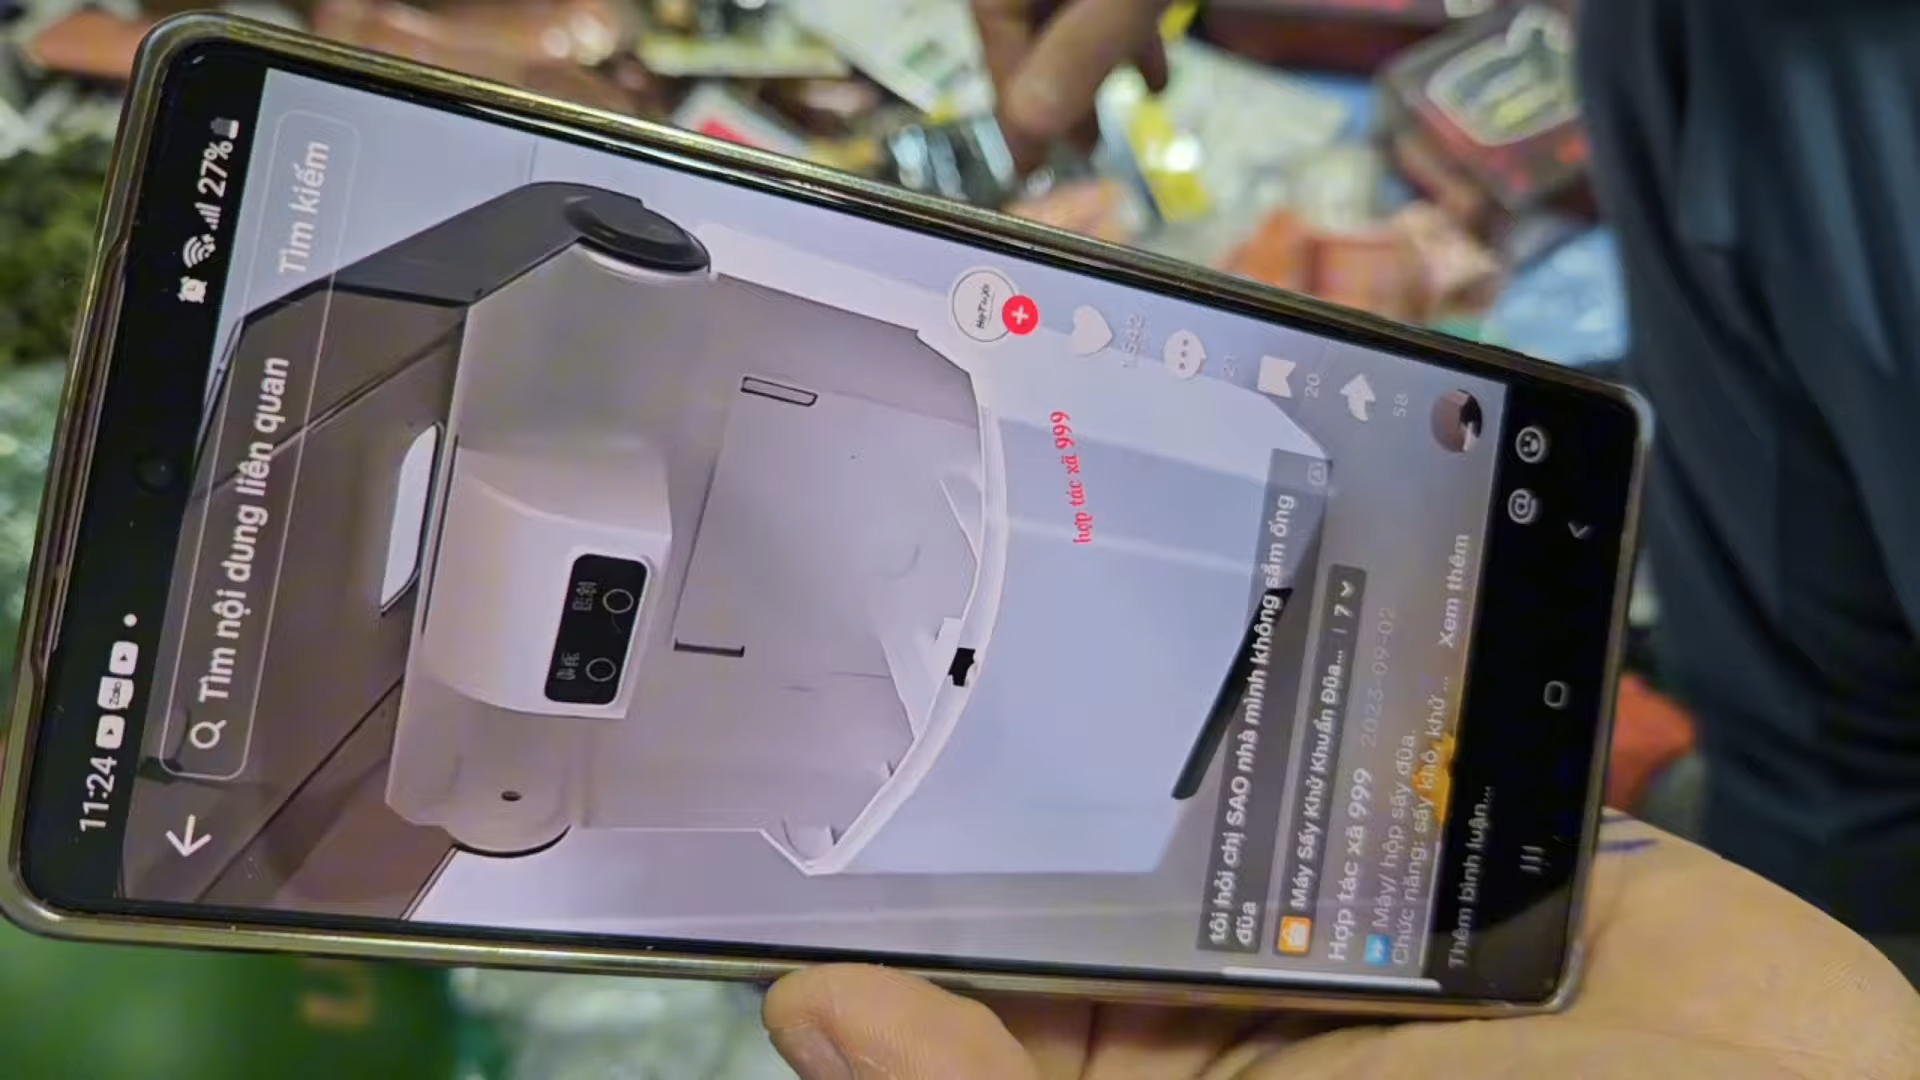 11:24
Zalo
27%
Tìm nội dung liên quan
Tìm kiếm
1542
21
20
58
hợp tác xã 999
tôi hỏi chị SAO nhà mình không sắm ống
đũa
Máy Sấy Khử Khuẩn Đũa... | 7
Hợp tác xã 999 2023-09-02
Máy/ hộp sấy đũa.
Chức năng: sấy khô, khử ... Xem thêm
Thêm bình luận...
@